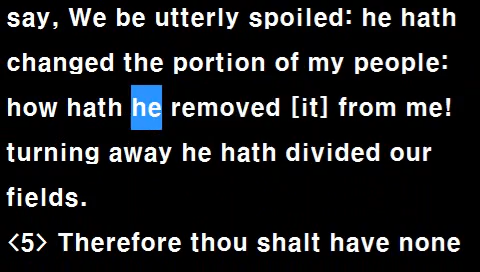 say, We be utterly spoiled: he hath
changed the portion of my people:
how hath he removed [it] from me!
turning away he hath divided our
fields.
<5> Therefore thou shalt have none